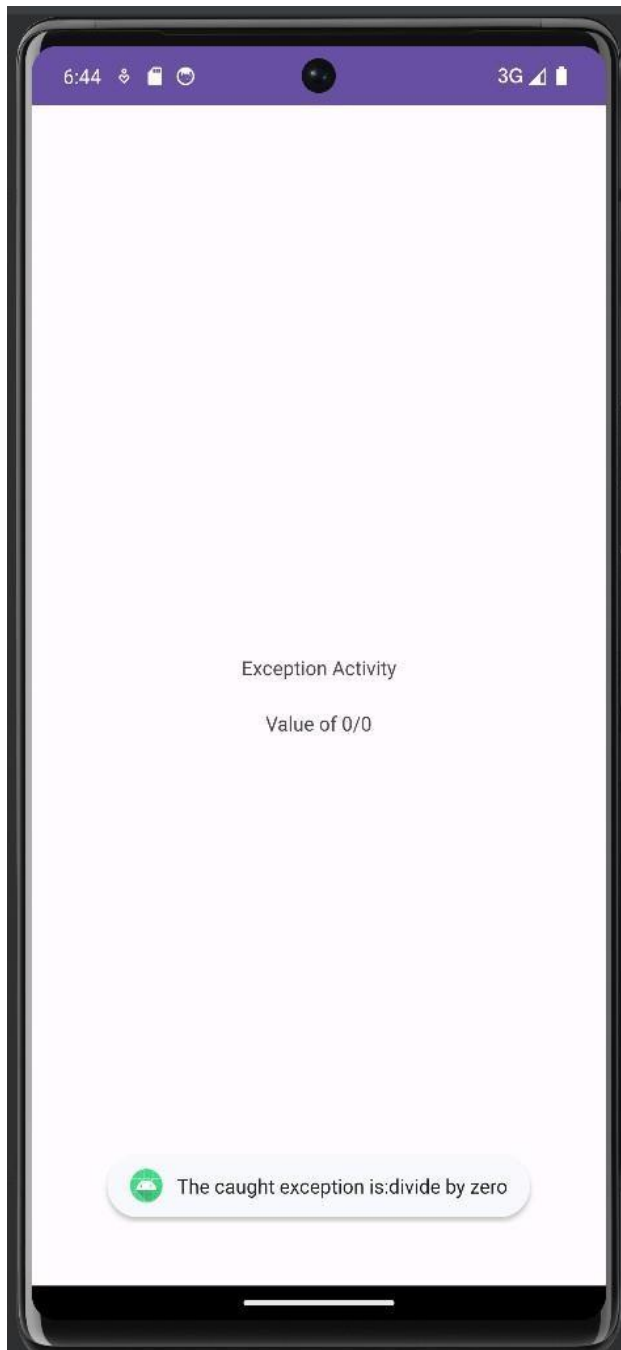 6:44
3G
Exception Activity
Value of 0/0
The caught exception is:divide by zero